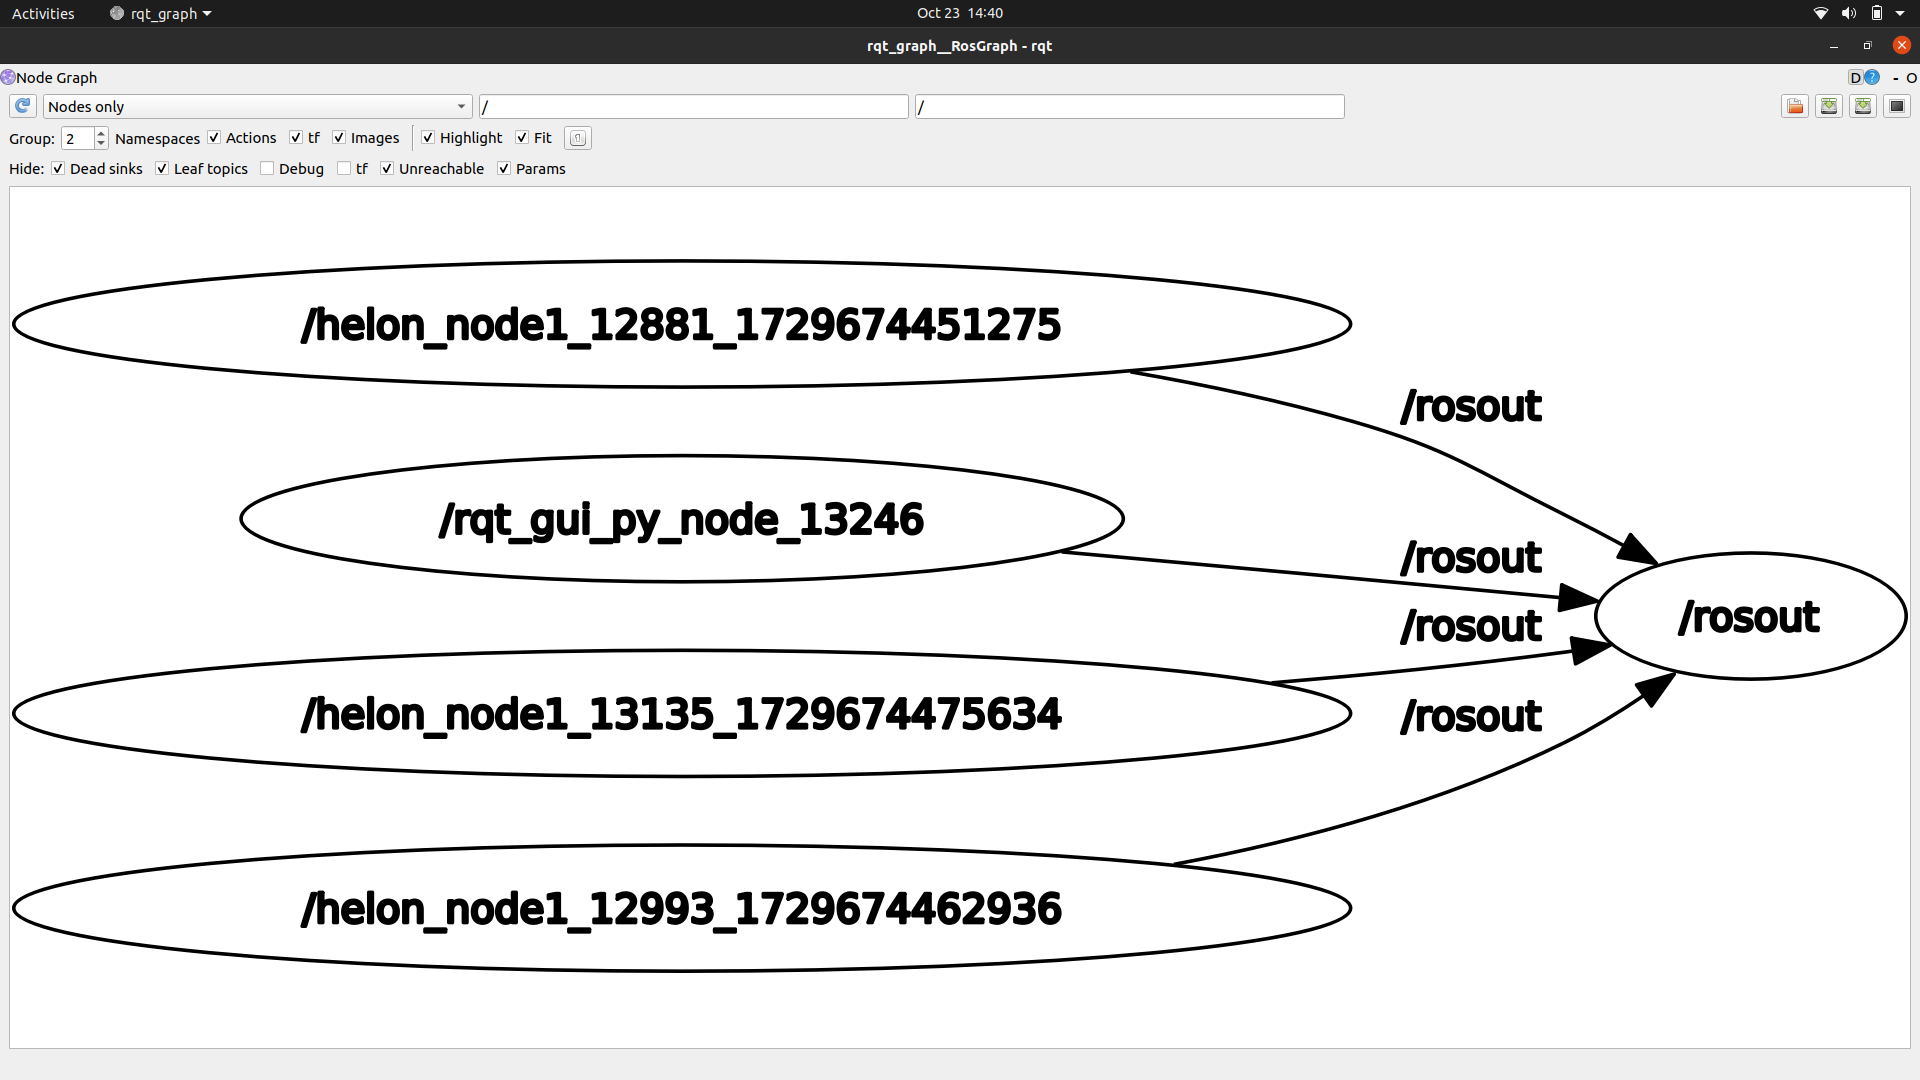 Activities rqt_graph Oct 23 14:40
rqt_graph__RosGraph - rqt
Node Graph D ? - O
Nodes only / /
Group: 2 Namespaces Actions tf Images Highlight Fit
Hide: Dead sinks Leaf topics Debug tf Unreachable Params
/helon_node1_12881_1729674451275
/rosout
/rqt_gui_py_node_13246
/rosout
/rosout
/rosout
/helon_node1_13135_1729674475634
/rosout
/helon_node1_12993_1729674462936